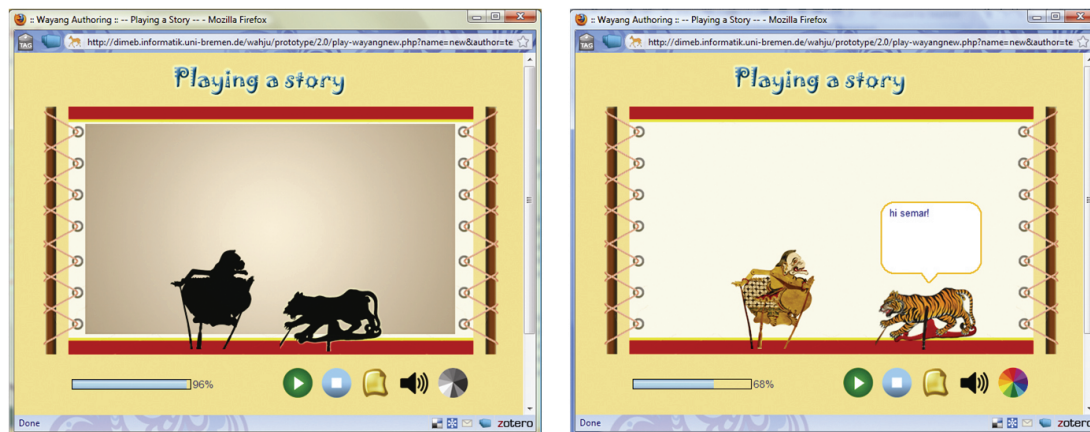 :: Wayang Authoring :: -- Playing a Story -- - Mozilla Firefox
TAG
http://dimeb.informatik.uni-bremen.de/wahju/prototype/2.0/play-wayangnew.php?name=new&author=te
Playing a story
96%
Done
zotero
:: Wayang Authoring :: -- Playing a Story -- - Mozilla Firefox
TAG
http://dimeb.informatik.uni-bremen.de/wahju/prototype/2.0/play-wayangnew.php?name=new&author=te
Playing a story
hi semar!
68%
Done
zotero